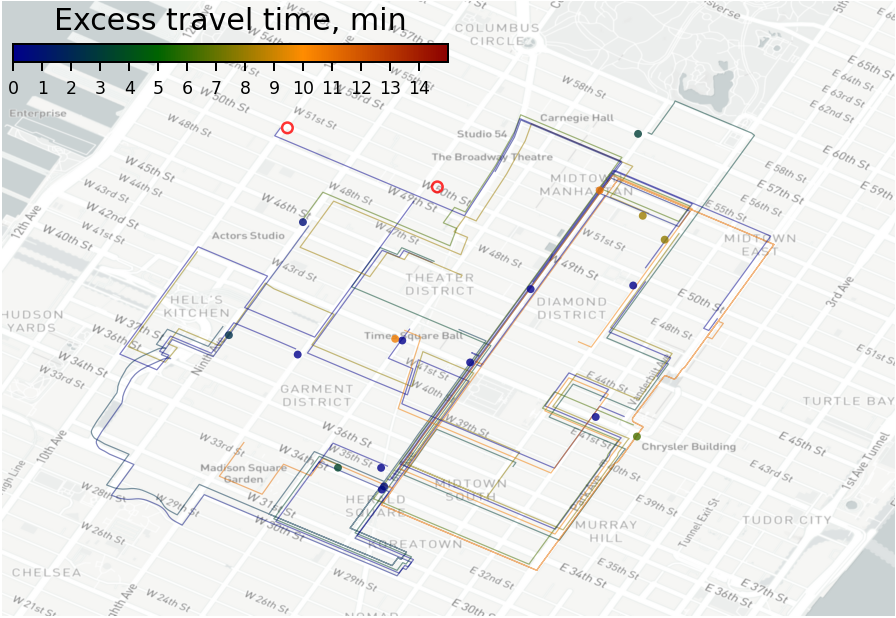 Excess travel time, min
0 1 2 3 4 5 6 7 8 9 10 11 12 13 14
COLUMBUS
CIRCLE
E 65th St
E 64th St
E 63rd St
E 62nd St
E 60th St
W 58th St
Carnegie Hall
Studio 54
The Broadway Theatre
W 53rd St
W 51st St
W 50th St
W 48th St
Enterprise
W 45th St
W 44th St
W 43rd St
W 42nd St
W 41st St
W 40th St
12th Ave
MIDTOWN
MANHATTAN
E 58th St
E 57th St
E 56th St
E 55th St
MIDTOWN
EAST
W 48th St
W 49th St
W 46th St
W 47th St
Actors Studio
W 51st St
W 49th St
W 48th St
W 43rd St
THEATER
DISTRICT
DIAMOND
DISTRICT
E 50th St
E 48th St
3rd Ave
HELL'S
KITCHEN
HUDSON
YARDS
W 37th St
W 36th St
W 34th St
W 33rd St
Ninth Ave
Times Square Ball
W 41st St
W 40th St
GARMENT
DISTRICT
E 44th St
Vanderbilt Ave
E 51st St
TURTLE BAY
W 39th St
E 41st St
Chrysler Building
E 45th St
E 43rd St
1st Ave Tunnel
10th Ave
W 36th St
W 35th St
W 34th St
W 33rd St
Madison Square
Garden
W 31st St
W 30th St
HERALD
SQUARE
MIDTOWN
SOUTH
Park Ave
E 40th St
E 39th St
Tunnel Exit St
TUDOR CITY
MURRAY
HILL
KOREATOWN
W 28th St
W 29th St
W 26th St
CHELSEA
W 29th St
E 32nd St
E 34th St
E 35th St
E 36th St
E 37th St
E 30th St
W 21st St
W 24th St
W 26th St
NOMAD